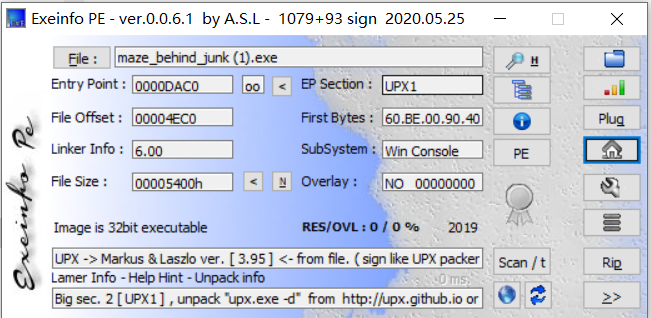 Exeinfo PE - ver.0.0.6.1 by A.S.L - 1079+93 sign 2020.05.25
File : maze_behind_junk (1).exe H
Entry Point : 0000DAC0 oo < EP Section : UPX1
File Offset : 00004EC0 First Bytes : 60.BE.00.90.40 Plug
Linker Info : 6.00 SubSystem : Win Console PE
File Size : 00005400h < N Overlay : NO 00000000
Image is 32bit executable RES/OVL : 0 / 0 % 2019
UPX -> Markus & Laszlo ver. [ 3.95 ] <- from file. ( sign like UPX packer Scan / t Rip
Lamer Info - Help Hint - Unpack info 0 ms.
Big sec. 2 [ UPX1 ] , unpack "upx.exe -d" from http://upx.github.io or >>
Exeinfo Pe